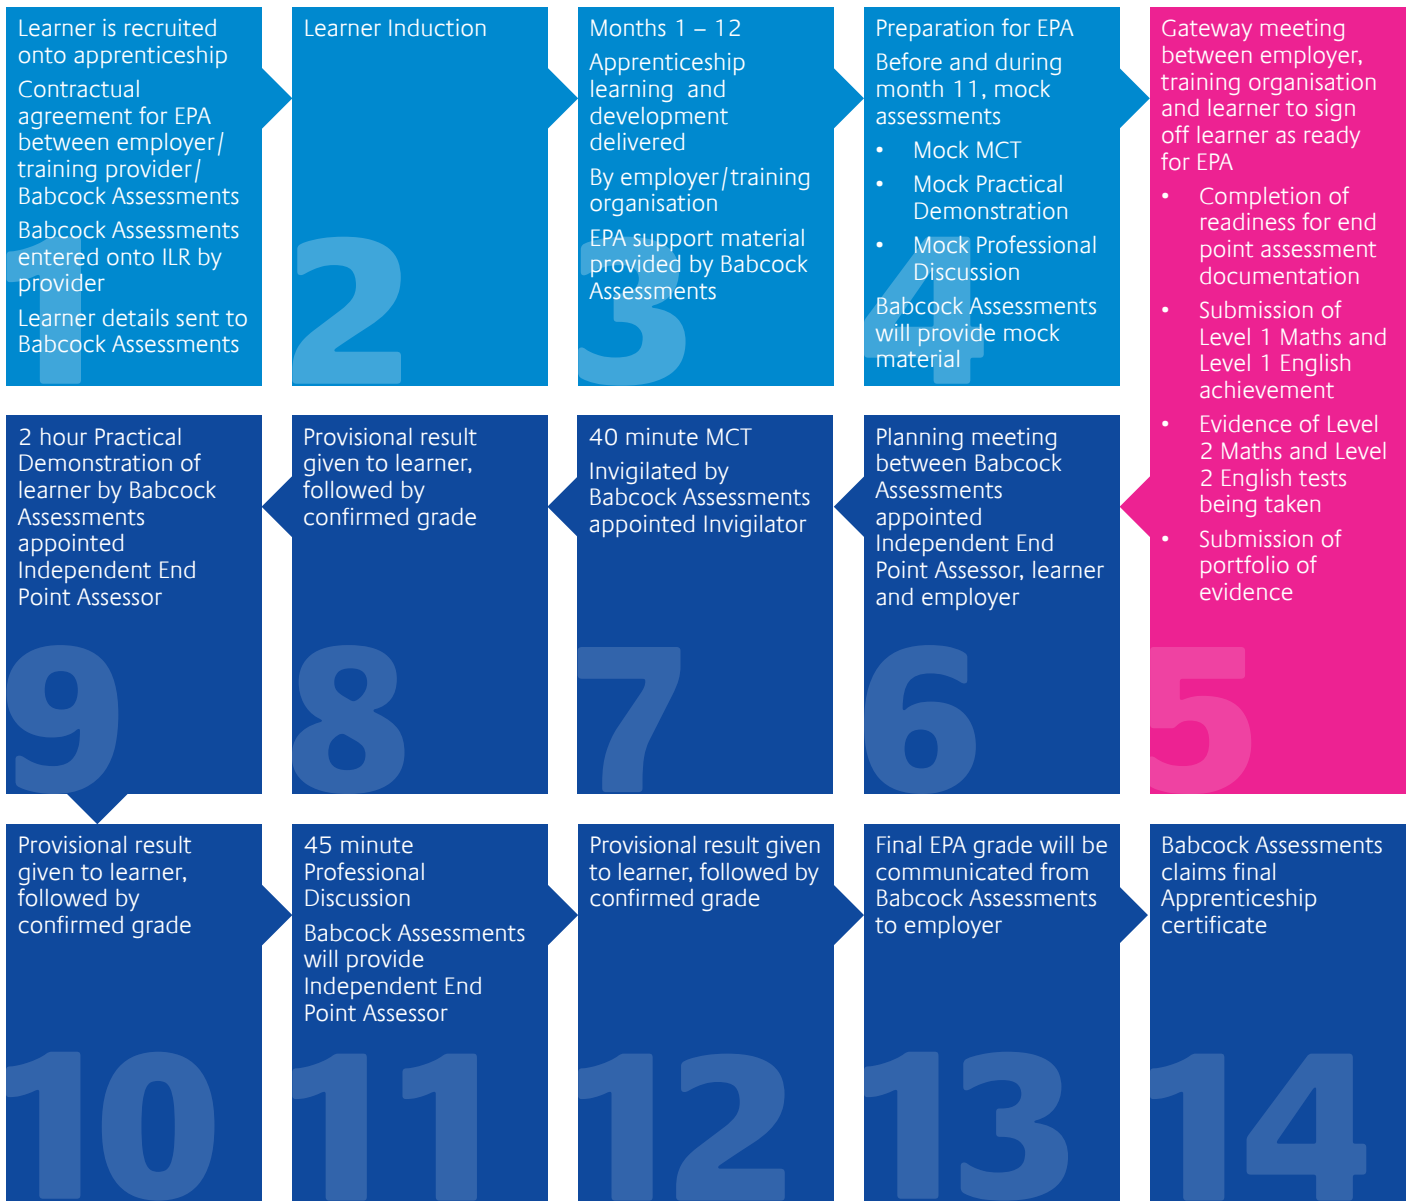 Learner is recruited
onto apprenticeship
Contractual
agreement for EPA
between employer/
training provider/
Babcock Assessments
Babcock Assessments
entered onto ILR by
provider
Learner details sent to
Babcock Assessments
1
Learner Induction
2
Months 1 – 12
Apprenticeship
learning and
development
delivered
By employer/training
organisation
EPA support material
provided by Babcock
Assessments
3
Preparation for EPA
Before and during
month 11, mock
assessments
• Mock MCT
• Mock Practical
Demonstration
• Mock Professional
Discussion
Babcock Assessments
will provide mock
material
4
Gateway meeting
between employer,
training organisation
and learner to sign
off learner as ready
for EPA
• Completion of
readiness for end
point assessment
documentation
• Submission of
Level 1 Maths and
Level 1 English
achievement
• Evidence of Level
2 Maths and Level
2 English tests
being taken
• Submission of
portfolio of
evidence
5
Planning meeting
between Babcock
Assessments
appointed
Independent End
Point Assessor, learner
and employer
6
40 minute MCT
Invigilated by
Babcock Assessments
appointed Invigilator
7
Provisional result
given to learner,
followed by
confirmed grade
8
2 hour Practical
Demonstration of
learner by Babcock
Assessments
appointed
Independent End
Point Assessor
9
Provisional result
given to learner,
followed by
confirmed grade
10
45 minute
Professional
Discussion
Babcock Assessments
will provide
Independent End
Point Assessor
11
Provisional result given
to learner, followed by
confirmed grade
12
Final EPA grade will be
communicated from
Babcock Assessments
to employer
13
Babcock Assessments
claims final
Apprenticeship
certificate
14